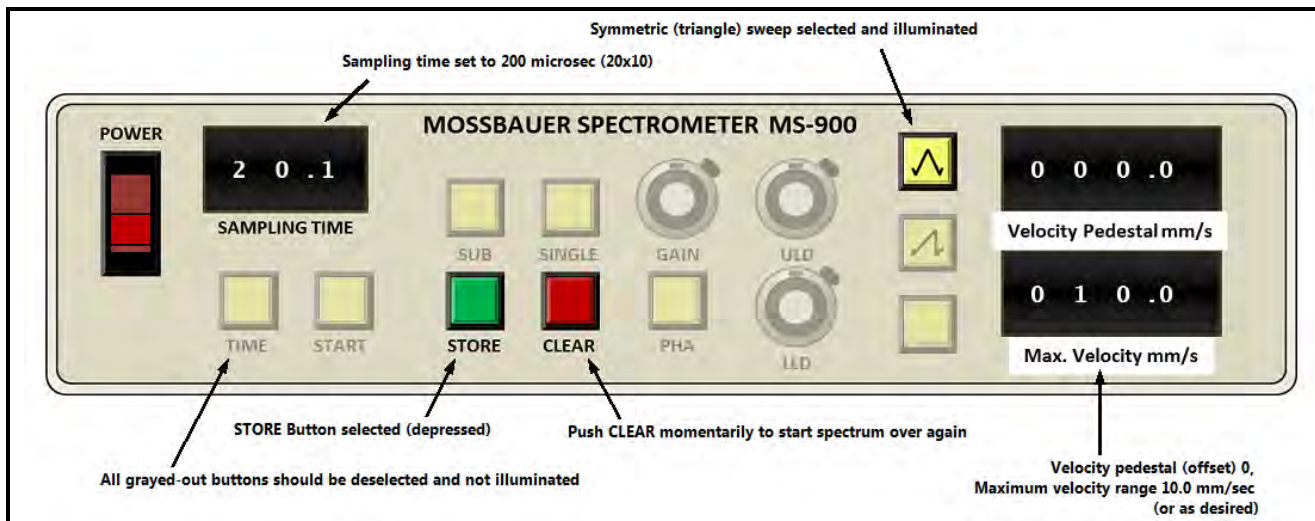 Symmetric (triangle) sweep selected and illuminated
Sampling time set to 200 microsec (20x10)
POWER
MOSSBAUER SPECTROMETER MS-900
2 0 .1
SAMPLING TIME
0 0 0 .0
Velocity Pedestal mm/s
SUB
SINGLE
GAIN
ULD
0 1 0 .0
Max. Velocity mm/s
TIME
START
STORE
CLEAR
PHA
LLD
STORE Button selected (depressed)
Push CLEAR momentarily to start spectrum over again
All grayed-out buttons should be deselected and not illuminated
Velocity pedestal (offset) 0,
Maximum velocity range 10.0 mm/sec
(or as desired)